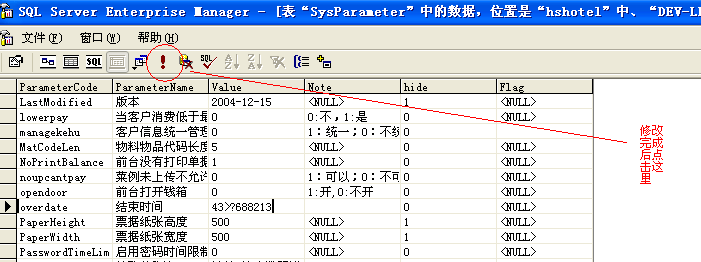 SQL Server Enterprise Manager - [表“SysParameter”中的数据，位置是“hshotel”中、“DEV-LI
文件(F) 窗口(W) 帮助(H)
SQL SQL
ParameterCode ParameterName Value Note hide Flag
LastModified 版本 2004-12-15 <NULL> 1 <NULL>
lowerpay 当客户消费低于最 0 0:不，1:是 0 <NULL>
managekehu 客户信息统一管理 0 1：统一；0：不统 0
MatCodeLen 物料物品代码长度 5 <NULL> 0 <NULL>
NoPrintBalance 前台没有打印单据 1 <NULL> 0 <NULL>
noupcantpay 菜例未上传不允许 0 1：可以；0：不可 0 <NULL>
opendoor 前台打开钱箱 0 1:开,0:不开 0
overdate 结束时间 43>?688213 0 <NULL>
PaperHeight 票据纸张高度 500 <NULL> 1 <NULL>
PaperWidth 票据纸张宽度 500 <NULL> 1 <NULL>
PasswordTimeLim 启用密码时间限制 0 <NULL> 0 <NULL>
修改
完成
后点
击这
里